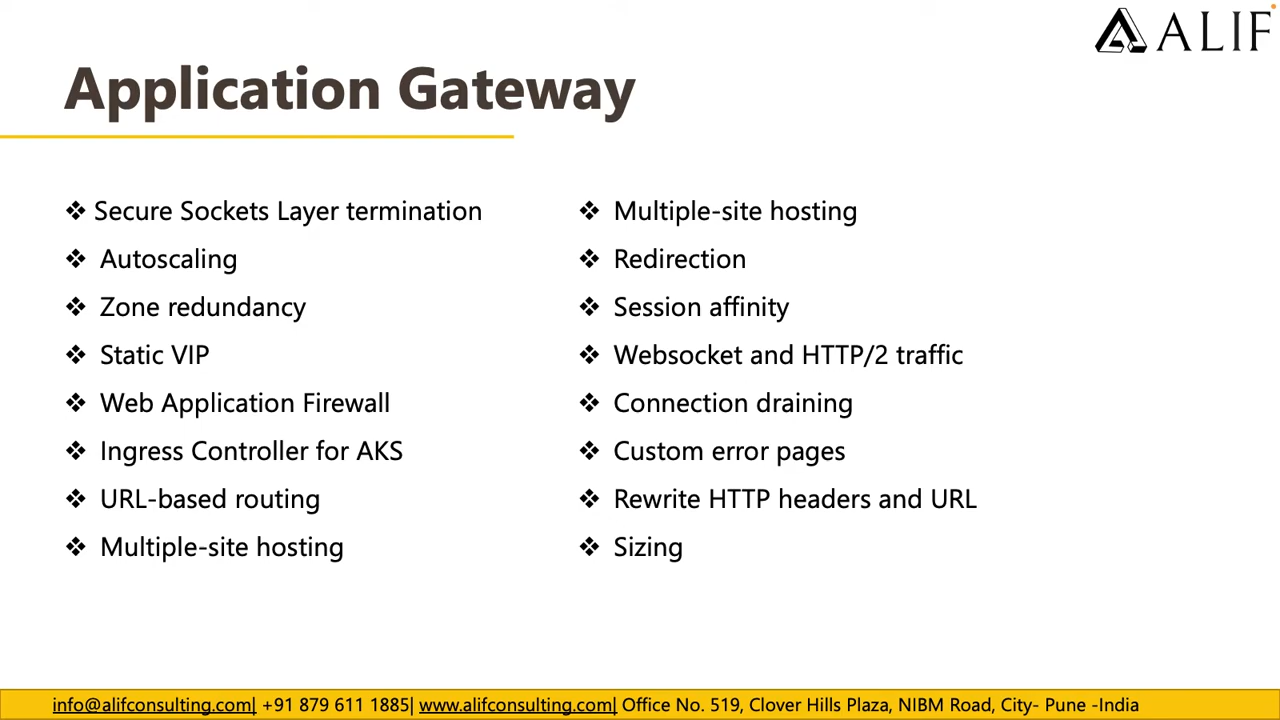 ALIF
Application Gateway
❖ Secure Sockets Layer termination
❖ Autoscaling
❖ Zone redundancy
❖ Static VIP
❖ Web Application Firewall
❖ Ingress Controller for AKS
❖ URL-based routing
❖ Multiple-site hosting
❖ Multiple-site hosting
❖ Redirection
❖ Session affinity
❖ Websocket and HTTP/2 traffic
❖ Connection draining
❖ Custom error pages
❖ Rewrite HTTP headers and URL
❖ Sizing
info@alifconsulting.com| +91 879 611 1885| www.alifconsulting.com| Office No. 519, Clover Hills Plaza, NIBM Road, City- Pune -India